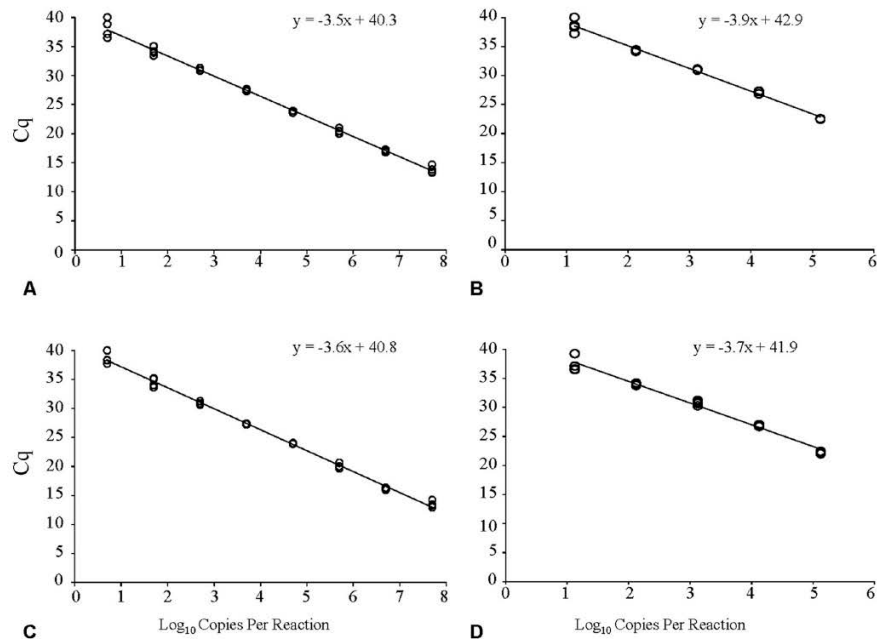 y = -3.5x + 40.3
40
35
30
25
20
15
10
5
0
Cq
0 1 2 3 4 5 6 7 8
A
y = -3.9x + 42.9
40
35
30
25
20
15
10
5
0
0 1 2 3 4 5 6
B
y = -3.6x + 40.8
40
35
30
25
20
15
10
5
0
Cq
0 1 2 3 4 5 6 7 8
C
Log₁₀ Copies Per Reaction
y = -3.7x + 41.9
40
35
30
25
20
15
10
5
0
0 1 2 3 4 5 6
D
Log₁₀ Copies Per Reaction